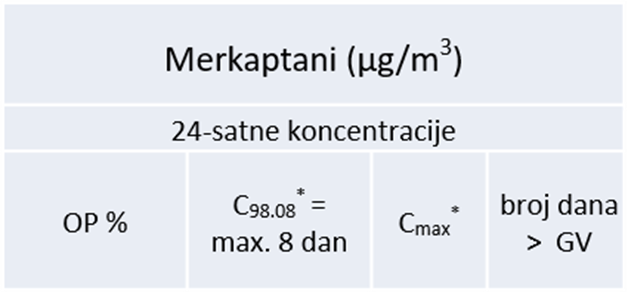 Merkaptani (µg/m³)
24-satne koncentracije
OP %
C₉₈.₀₈* =
max. 8 dan
Cmax*
broj dana
> GV